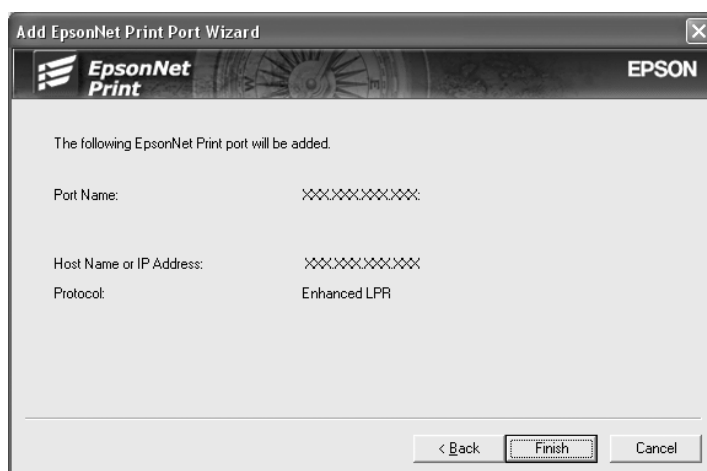 Add EpsonNet Print Port Wizard
EpsonNet
Print
EPSON
The following EpsonNet Print port will be added.
Port Name: XXX.XXX.XXX.XXX:
Host Name or IP Address: XXX.XXX.XXX.XXX
Protocol: Enhanced LPR
< Back Finish Cancel